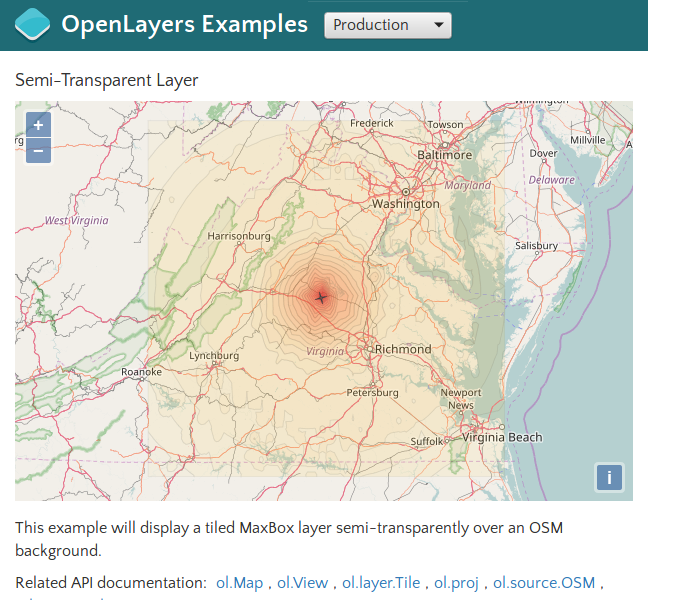 OpenLayers Examples
Production
Semi-Transparent Layer
Frederick
Towson
Baltimore
Millville
Dover
Maryland
Delaware
Washington
West Virginia
Harrisonburg
Salisbury
Virginia
Richmond
Lynchburg
Roanoke
Petersburg
Newport
News
Suffolk
Virginia Beach
+
–
i
This example will display a tiled MaxBox layer semi-transparently over an OSM
background.
Related API documentation: ol.Map , ol.View , ol.layer.Tile , ol.proj , ol.source.OSM ,